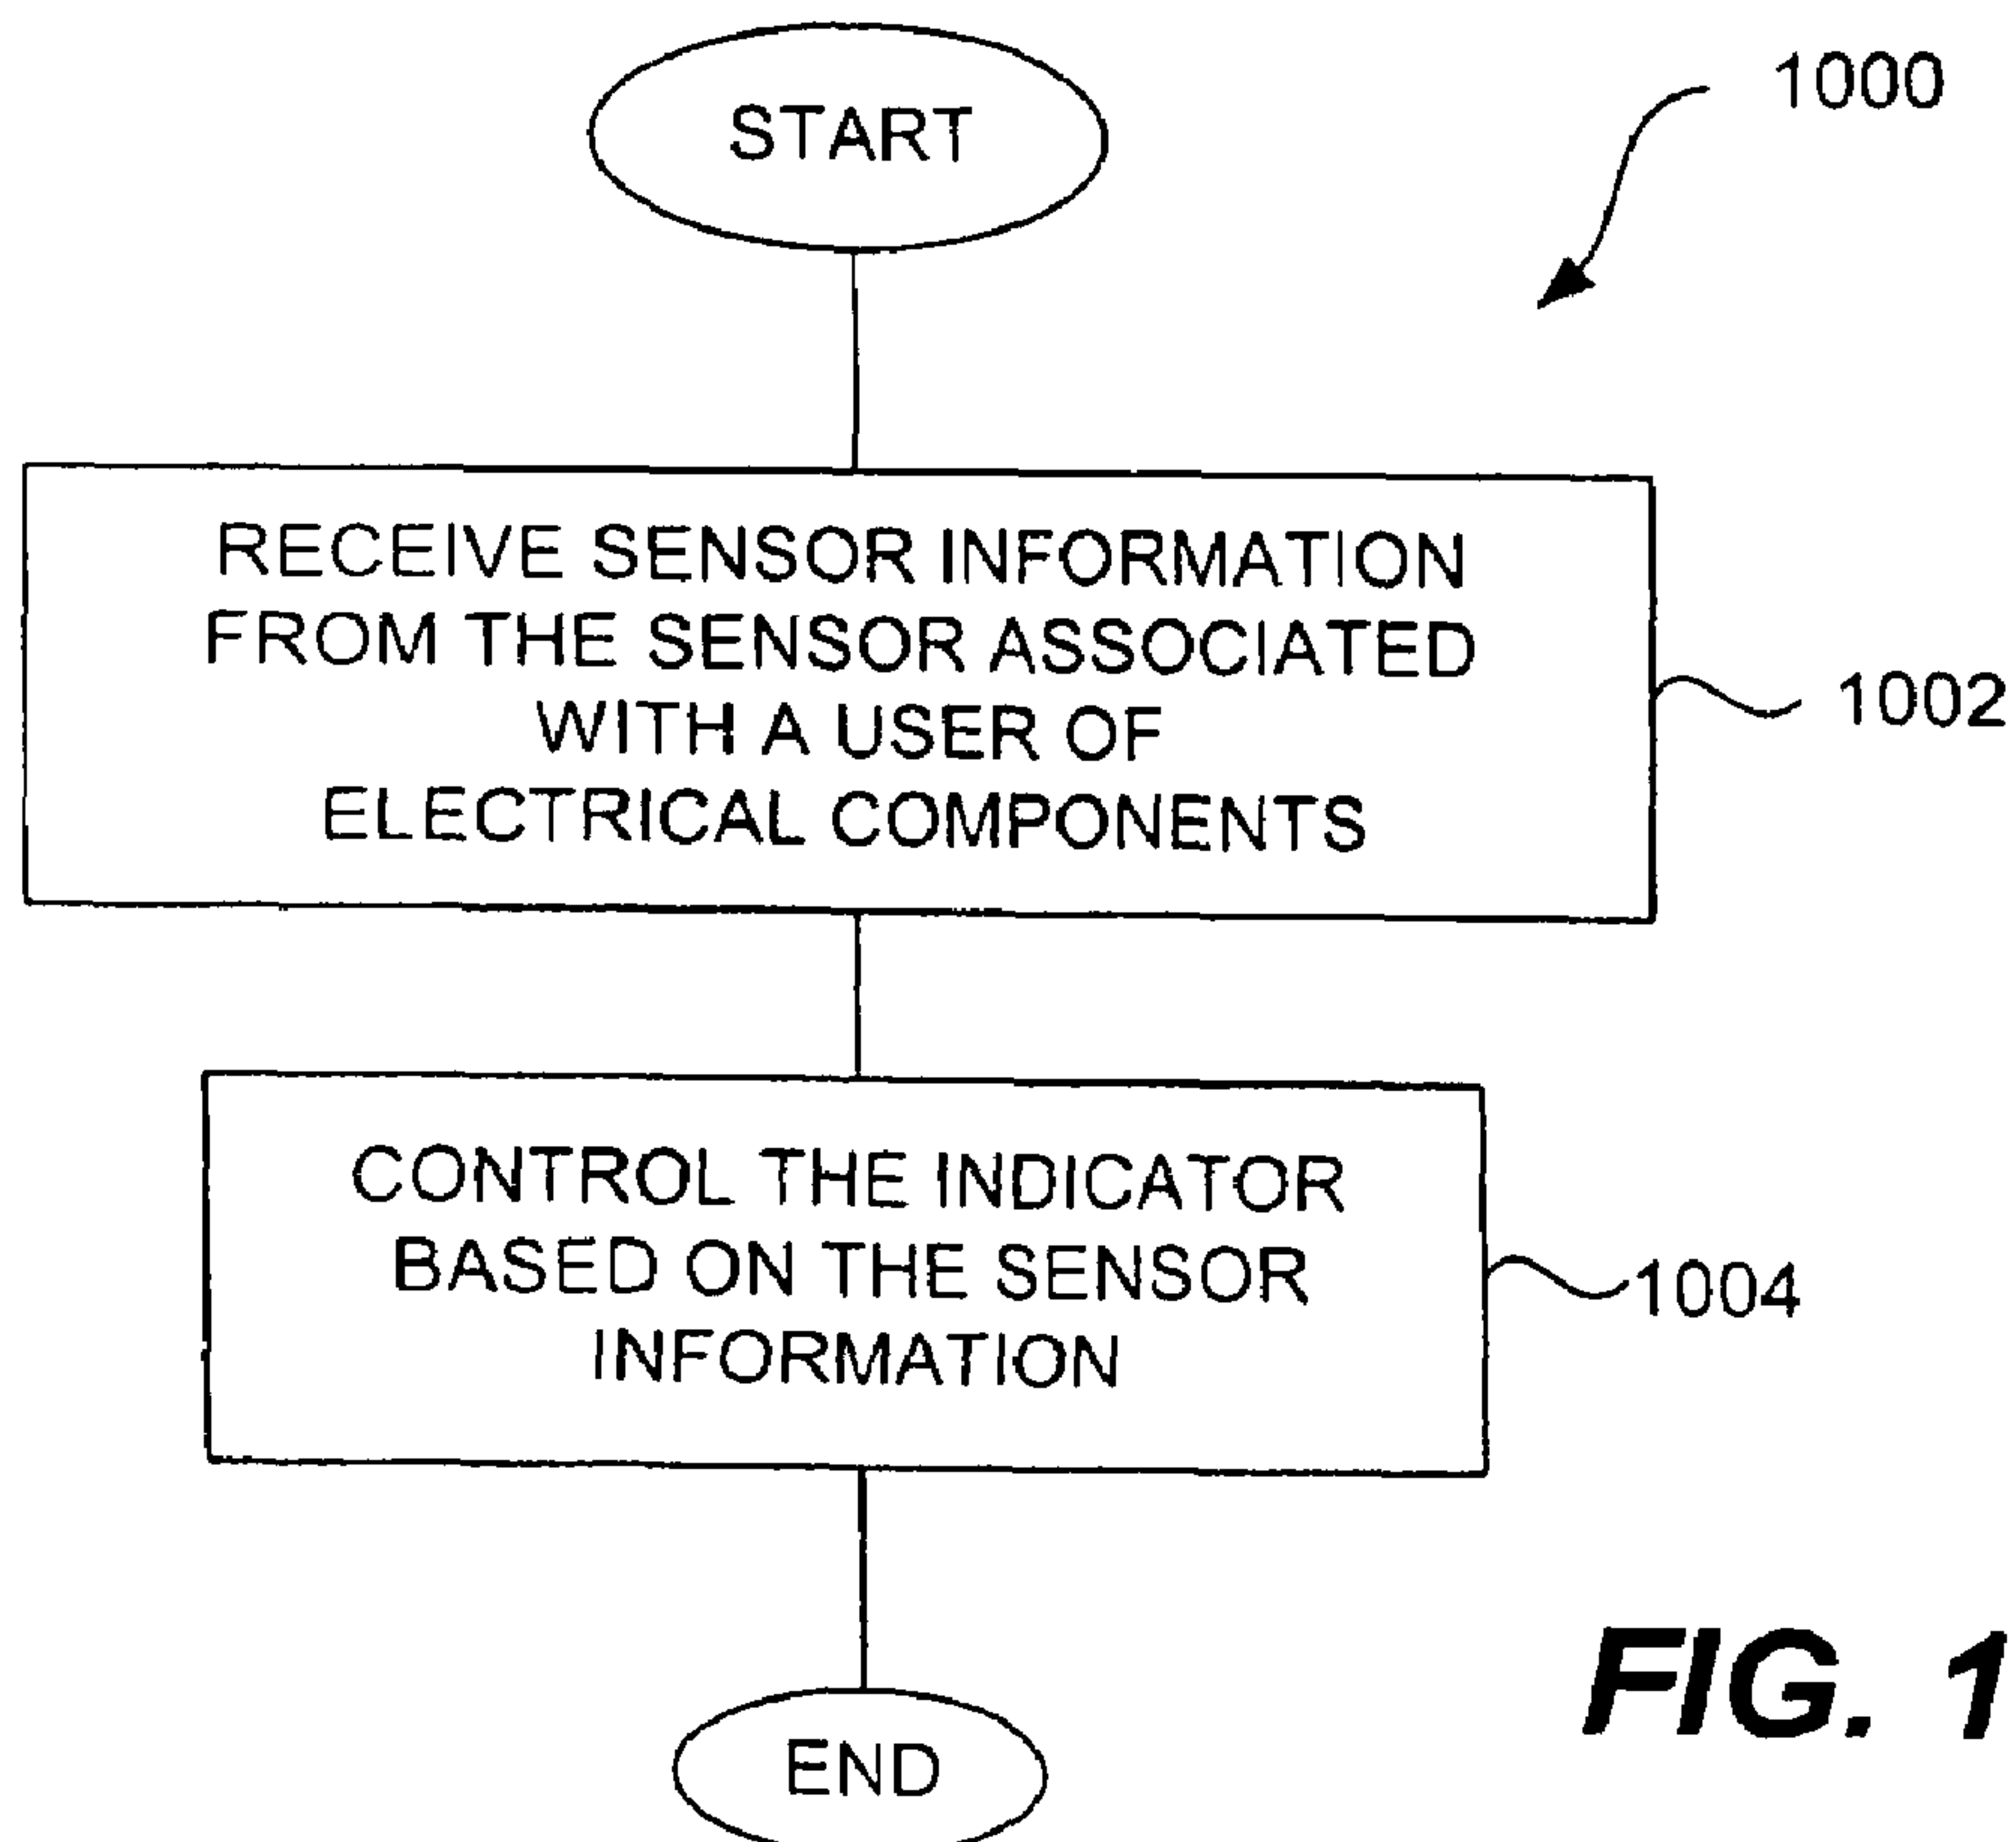 START
1000
RECEIVE SENSOR INFORMATION
FROM THE SENSOR ASSOCIATED
WITH A USER OF
ELECTRICAL COMPONENTS
1002
CONTROL THE INDICATOR
BASED ON THE SENSOR
INFORMATION
1004
END
FIG. 1